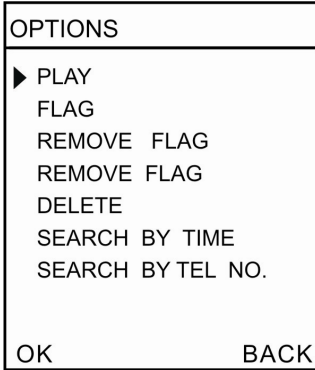 OPTIONS
PLAY
FLAG
REMOVE FLAG
REMOVE FLAG
DELETE
SEARCH BY TIME
SEARCH BY TEL NO.
OK BACK